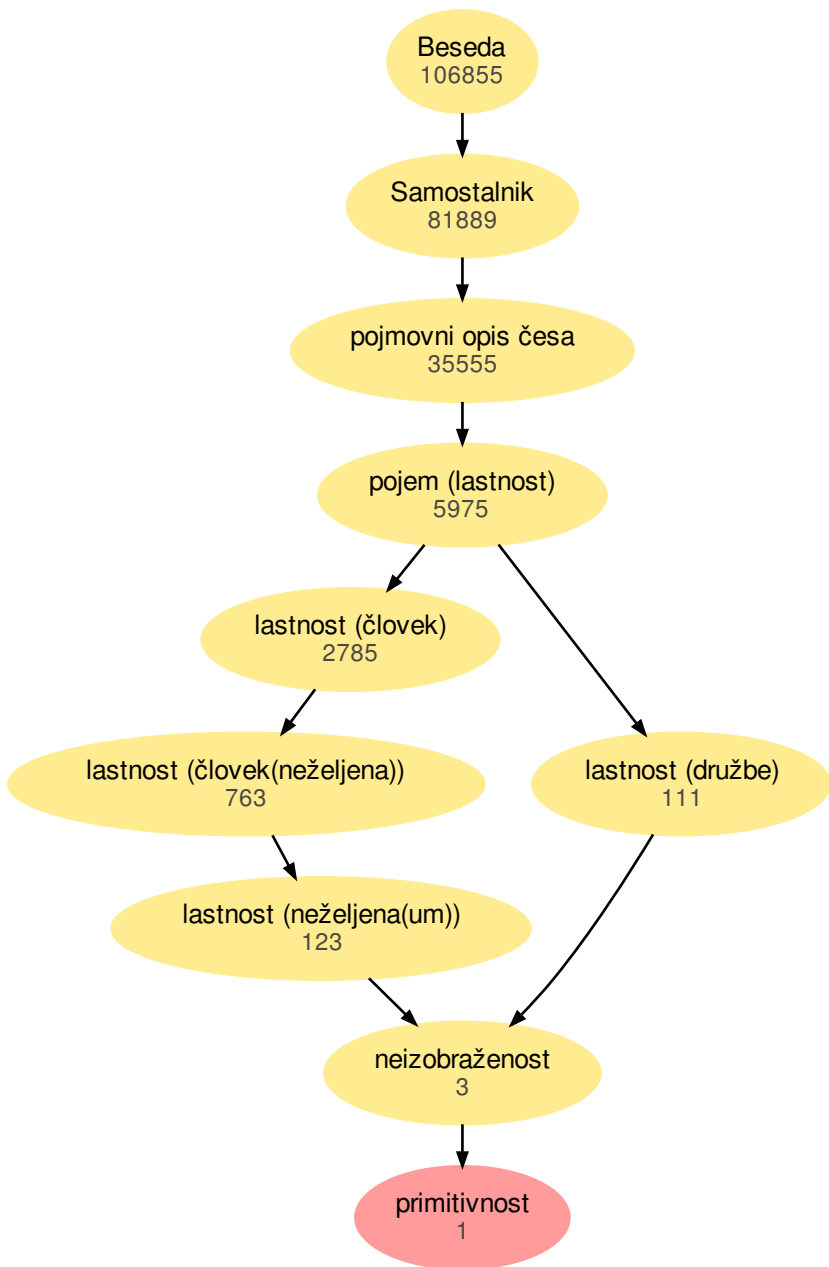 Beseda
106855
Samostalnik
81889
pojmovni opis česa
35555
pojem (lastnost)
5975
lastnost (človek)
2785
lastnost (človek(neželjena))
763
lastnost (družbe)
111
lastnost (neželjena(um))
123
neizobraženost
3
primitivnost
1